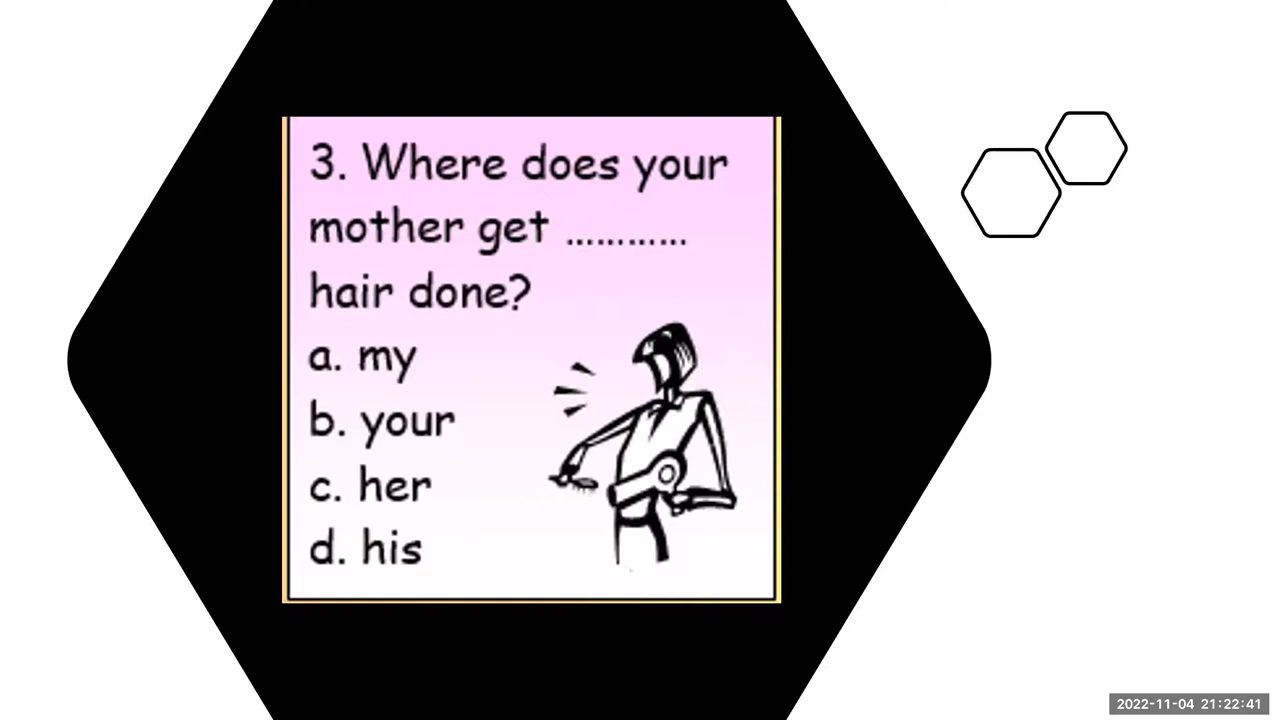 3. Where does your
mother get ............
hair done?
a. my
b. your
c. her
d. his
2022-11-04 21:22:41